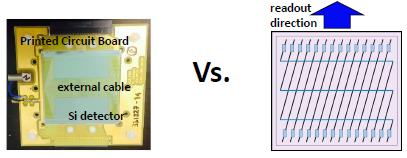 Printed Circuit Board
external cable
Si detector
Vs.
readout
direction